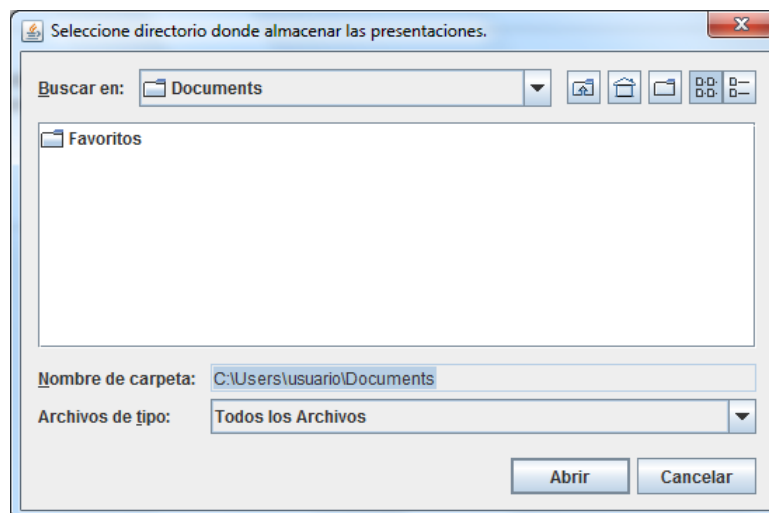 Seleccione directorio donde almacenar las presentaciones.
Buscar en: Documents
Favoritos
Nombre de carpeta: C:\Users\usuario\Documents
Archivos de tipo: Todos los Archivos
Abrir Cancelar